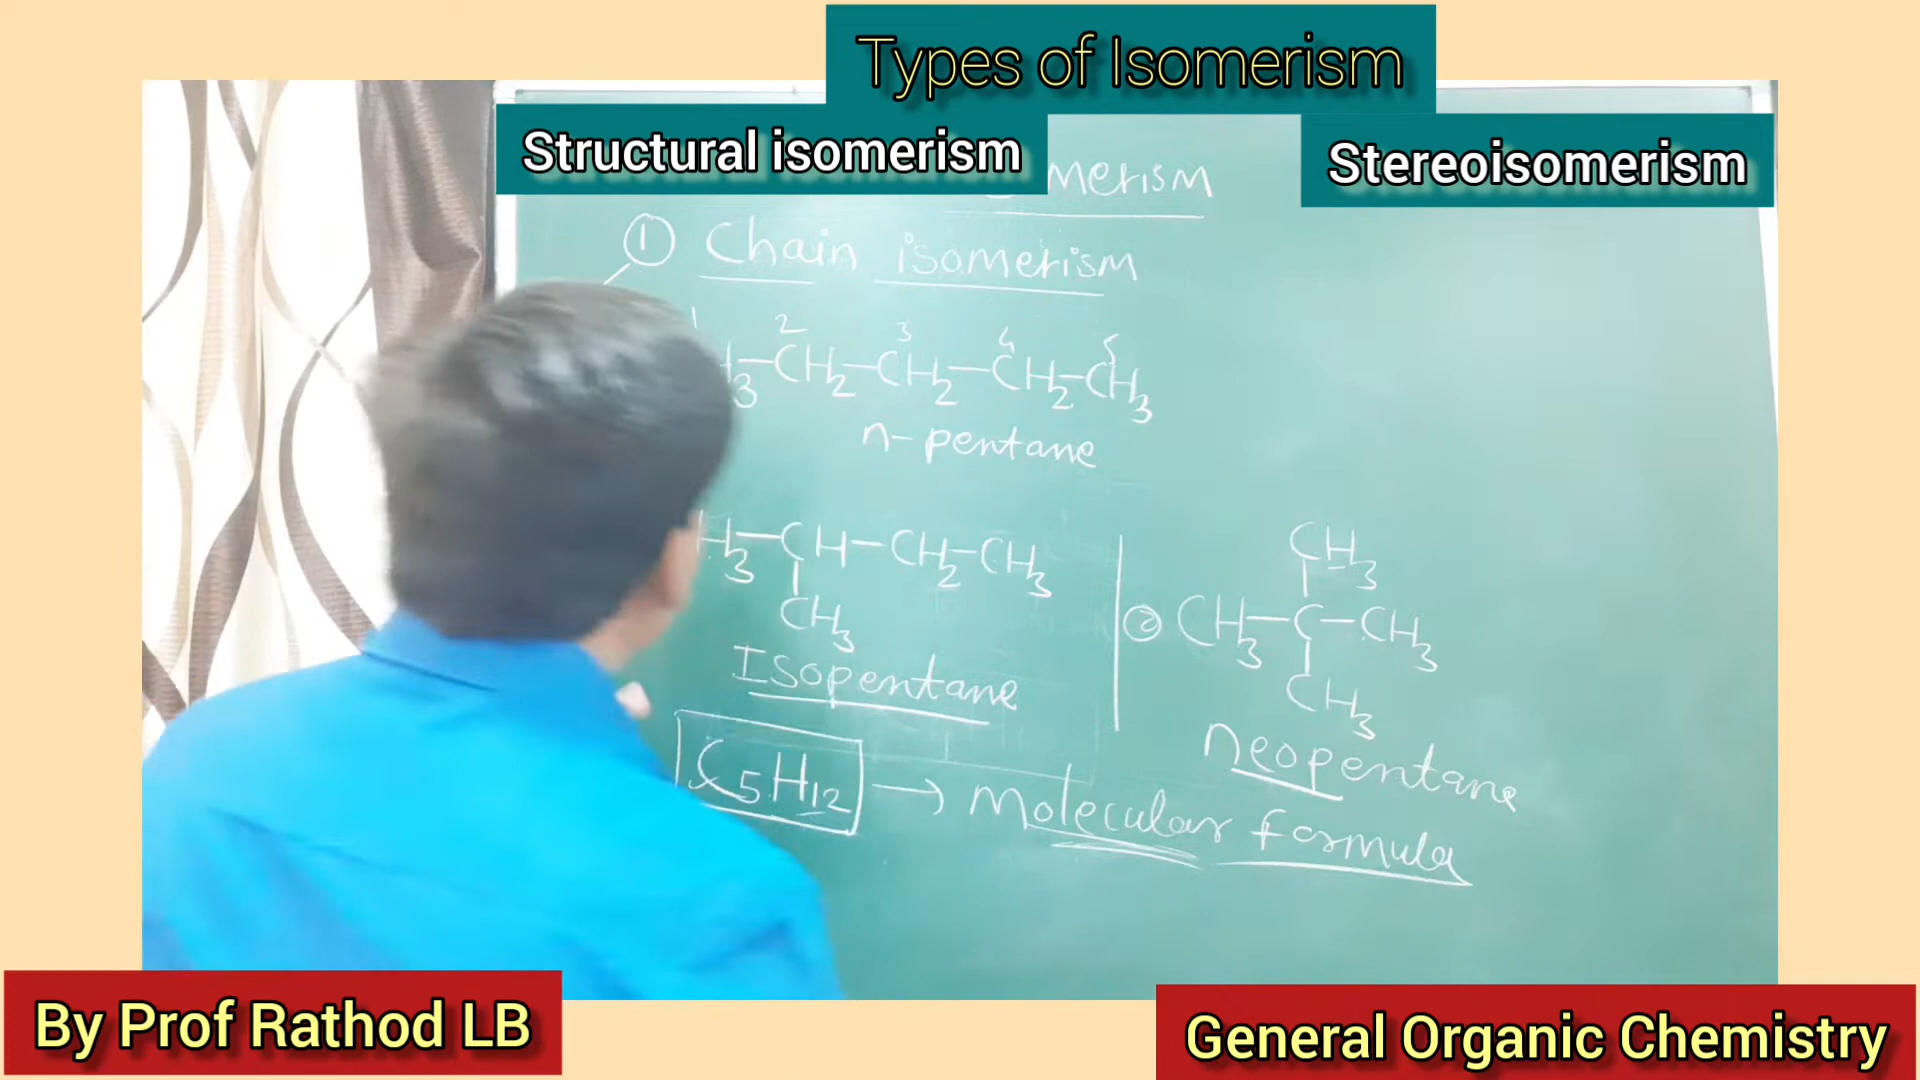 Types of Isomerism
Structural isomerism
Stereoisomerism
merism
① Chain isomerism
2 3 4 5
3–CH2–CH2–CH2–CH3
n-pentane
H3–CH–CH2–CH3
CH3
Isopentane
CH3
② CH3–C–CH3
CH3
neopentane
C5H12 → Molecular formula
By Prof Rathod LB
General Organic Chemistry